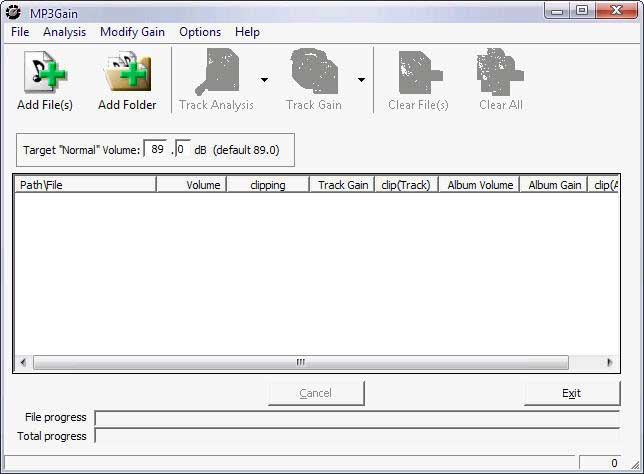 MP3Gain
File Analysis Modify Gain Options Help
Add File(s) Add Folder Track Analysis Track Gain Clear File(s) Clear All
Target "Normal" Volume: 89 .0 dB (default 89.0)
Path\File Volume clipping Track Gain clip(Track) Album Volume Album Gain clip(A
Cancel Exit
File progress
Total progress
0